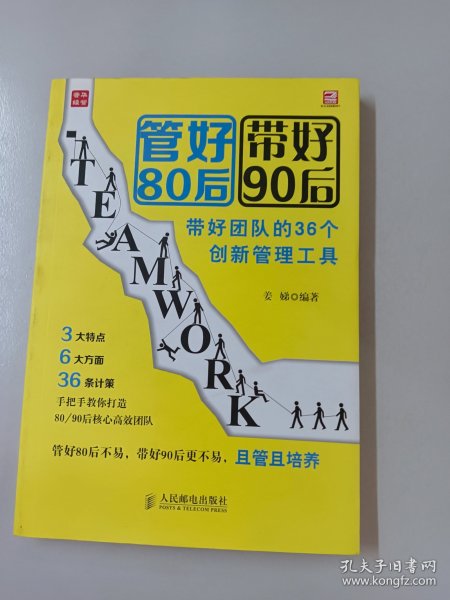 普华
经管
管好
80后
带好
90后
带好团队的36个
创新管理工具
姜 娣◎编著
TEAMWORK
3大特点
6大方面
36条计策
手把手教你打造
80/90后核心高效团队
管好80后不易，带好90后更不易，且管且培养
人民邮电出版社
POSTS & TELECOM PRESS
孔夫子旧书网
www.kongfz.com